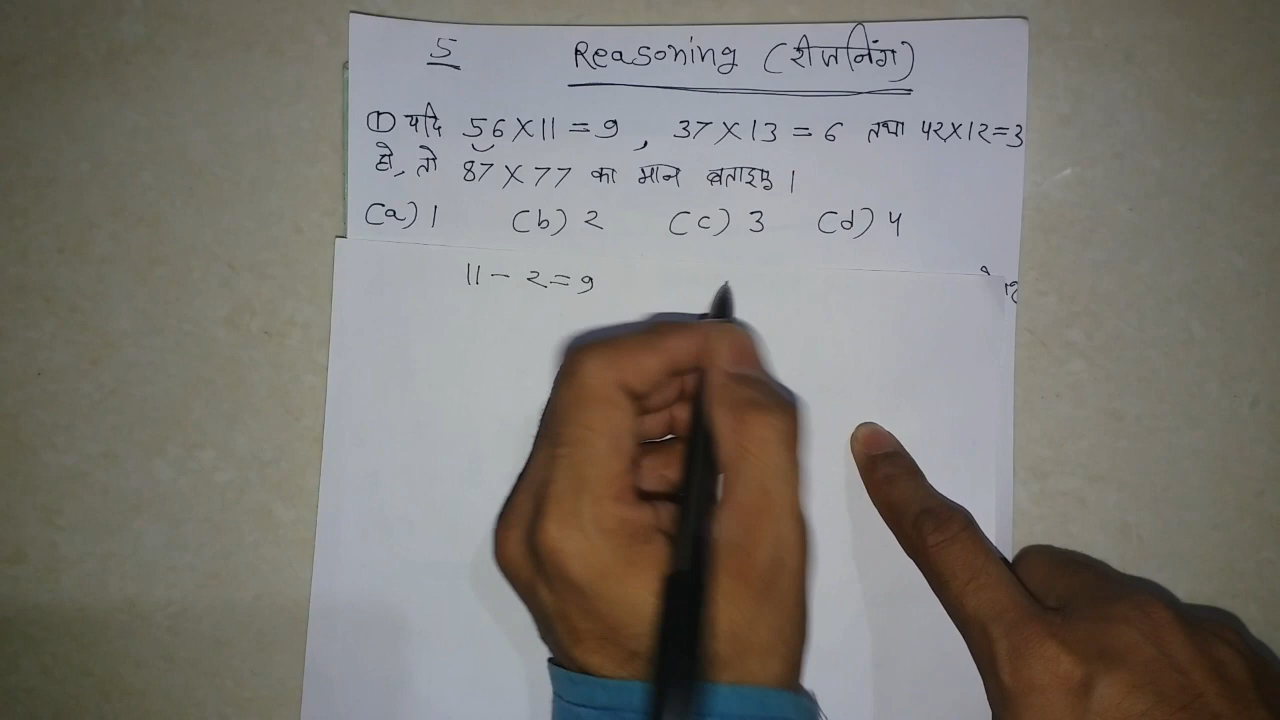 5 Reasoning (रीजनिंग)
① यदि 56×11=9, 37×13=6 तथा 42×12=3
हो, तो 87×77 का मान बताइए।
(a) 1 (b) 2 (c) 3 (d) 4
11-2=9